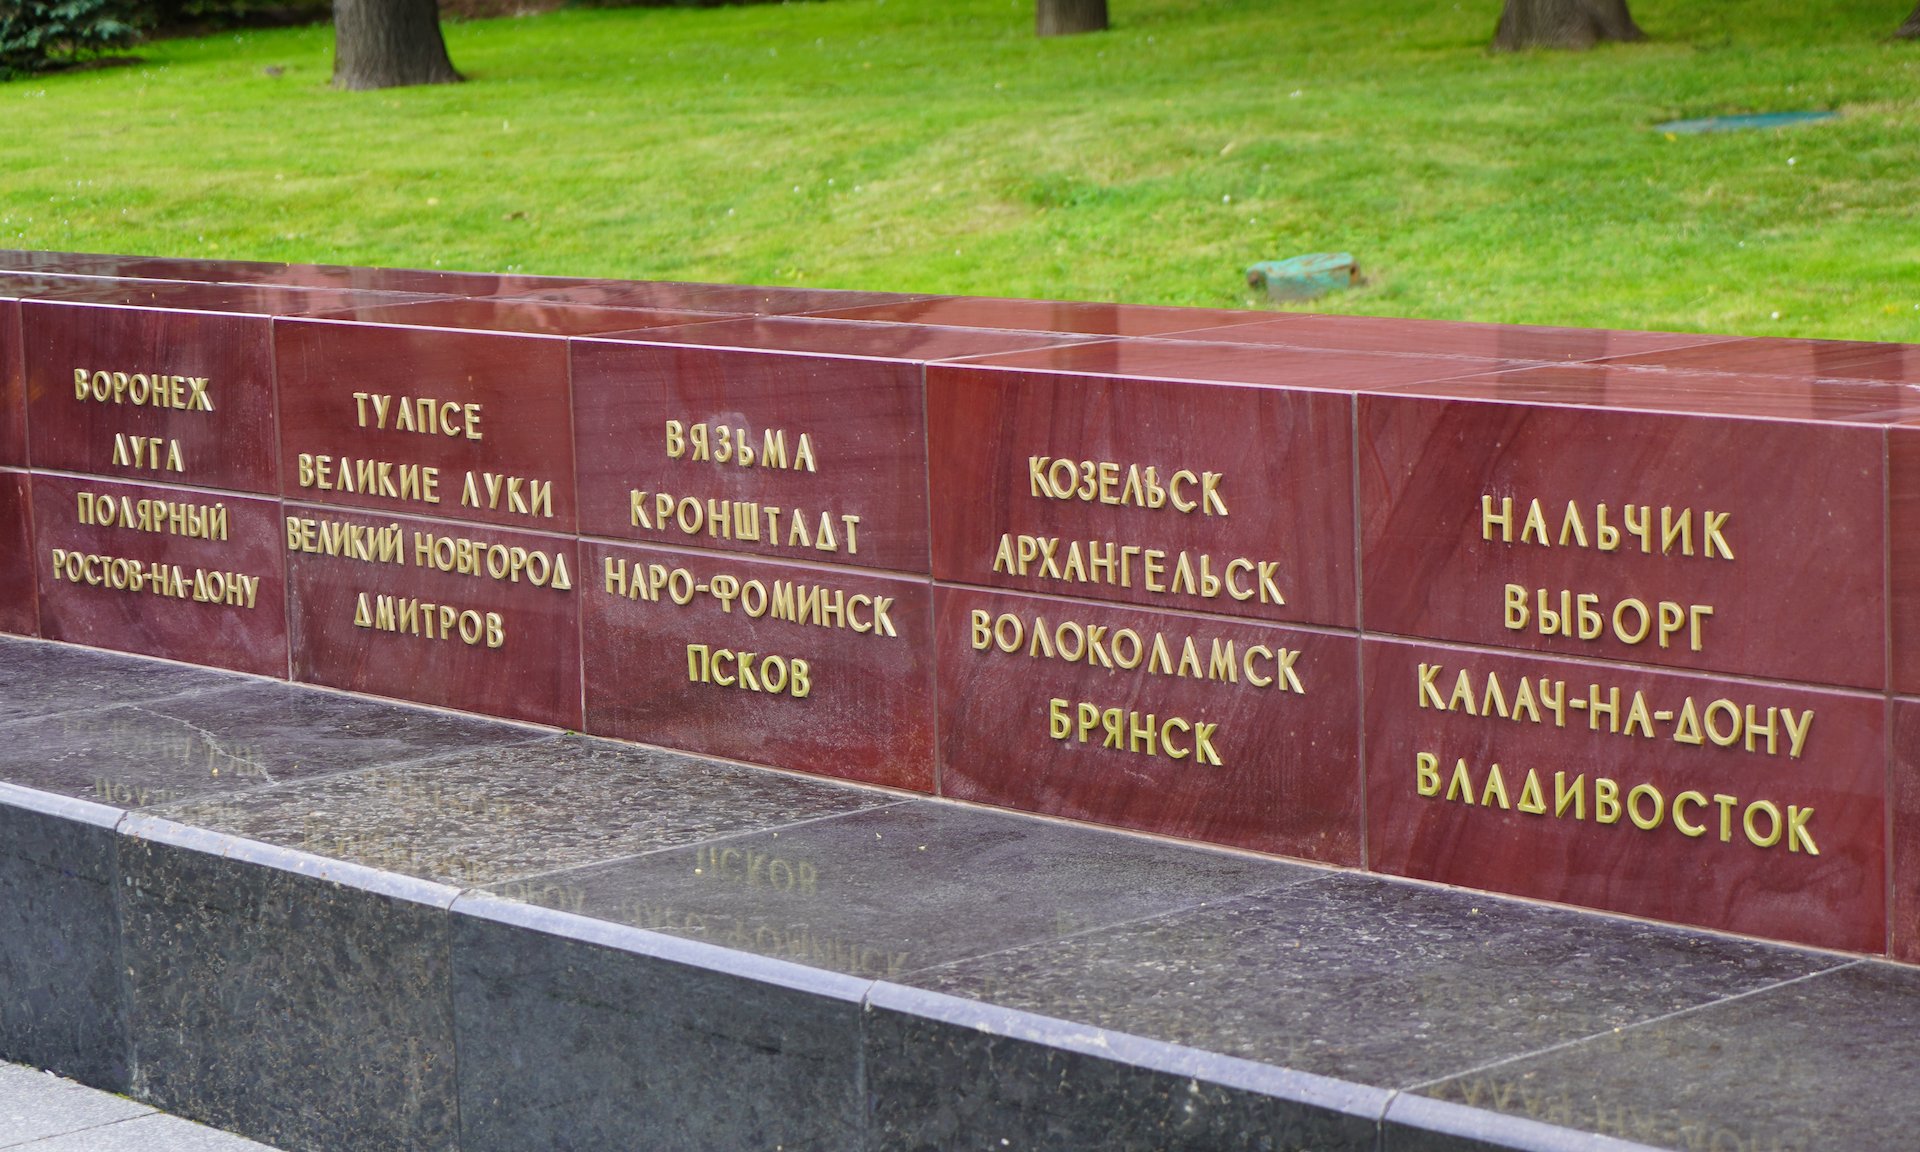 ВОРОНЕЖ
ЛУГА
ПОЛЯРНЫЙ
РОСТОВ-НА-ДОНУ
ТУАПСЕ
ВЕЛИКИЕ ЛУКИ
ВЕЛИКИЙ НОВГОРОД
ДМИТРОВ
ВЯЗЬМА
КРОНШТАДТ
НАРО-ФОМИНСК
ПСКОВ
КОЗЕЛЬСК
АРХАНГЕЛЬСК
ВОЛОКОЛАМСК
БРЯНСК
НАЛЬЧИК
ВЫБОРГ
КАЛАЧ-НА-ДОНУ
ВЛАДИВОСТОК